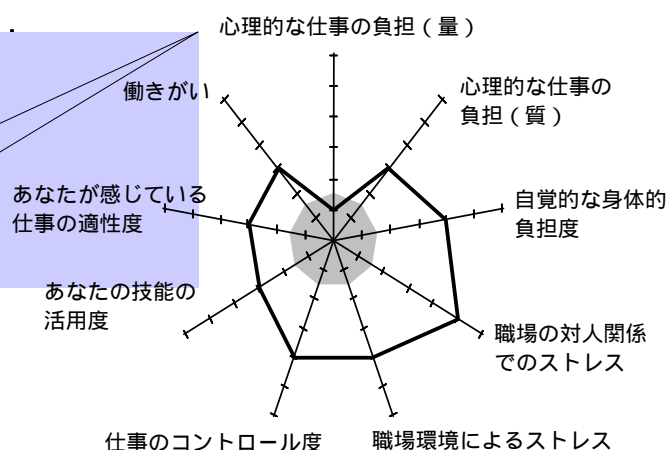 心理的な仕事の負担（量）
心理的な仕事の
負担（質）
自覚的な身体的
負担度
職場の対人関係
でのストレス
職場環境によるストレス
仕事のコントロール度
あなたの技能の
活用度
あなたが感じている
仕事の適性度
働きがい